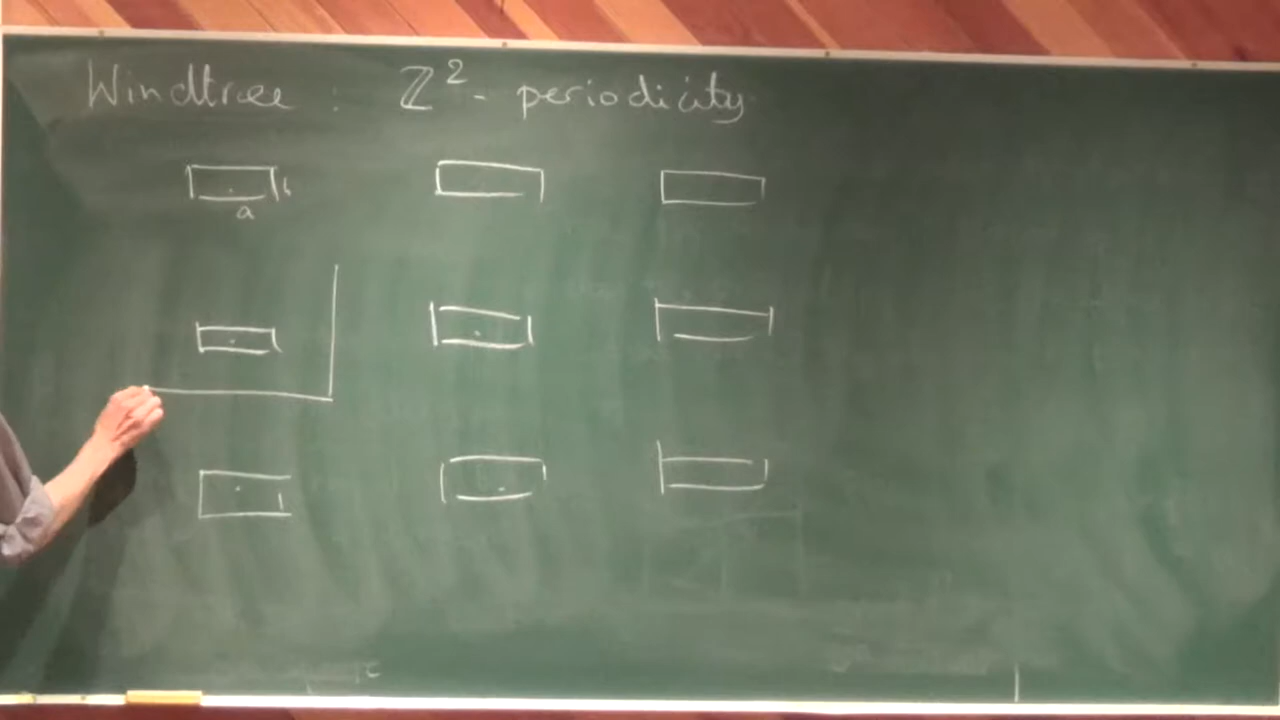 Windtree : ℤ² - periodicity
b
a